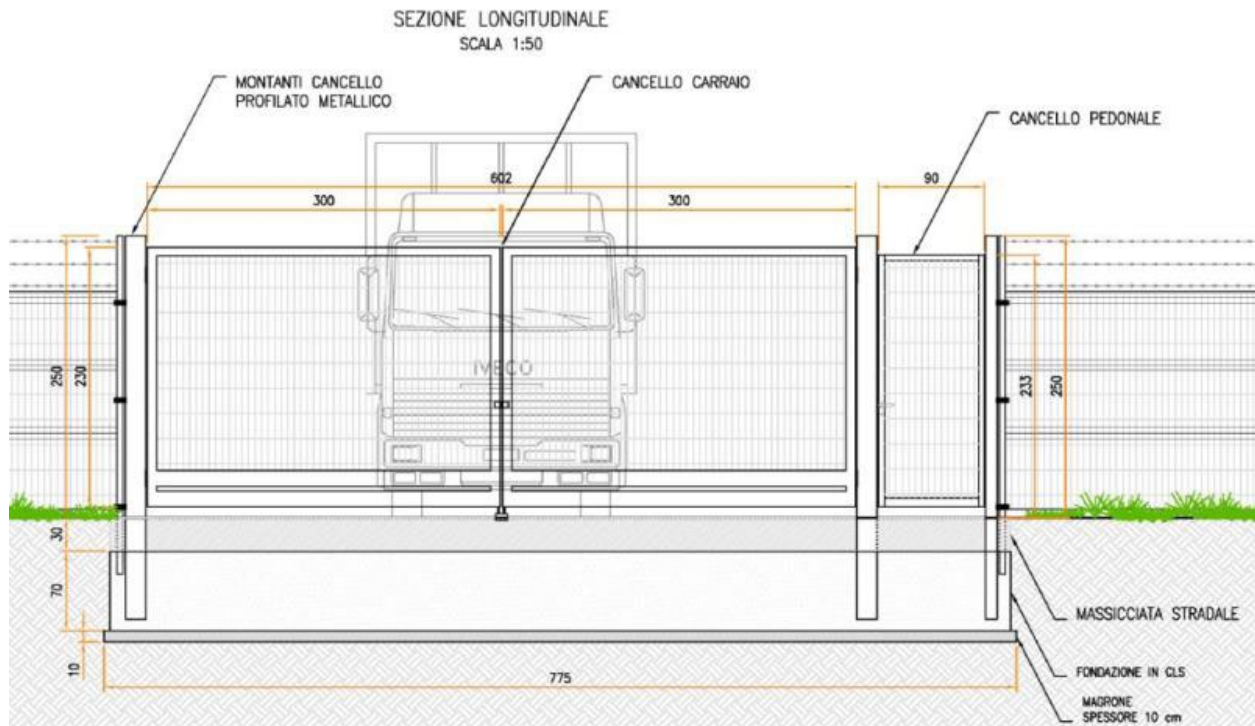 SEZIONE LONGITUDINALE
SCALA 1:50
MONTANTI CANCELLO
PROFILATO METALLICO
CANCELLO CARRAIO
CANCELLO PEDONALE
602
90
300
300
250
230
233
250
IVECO
30
70
10
775
MASSICCIATA STRADALE
FONDAZIONE IN CLS
MAGRONE
SPESSORE 10 cm